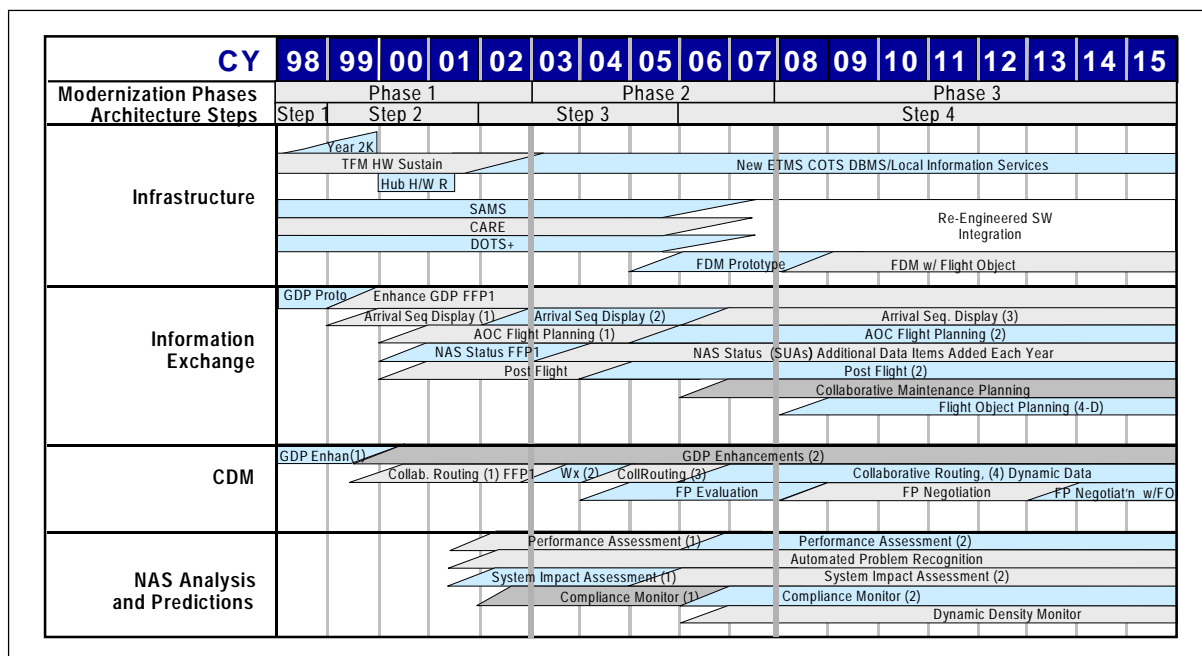 CY 98 99 00 01 02 03 04 05 06 07 08 09 10 11 12 13 14 15
Modernization Phases Phase 1 Phase 2 Phase 3
Architecture Steps Step 1 Step 2 Step 3 Step 4
Infrastructure
Year 2K
TFM HW Sustain New ETMS COTS DBMS/Local Information Services
Hub H/W R
SAMS
CARE
DOTS+
Re-Engineered SW
Integration
FDM Prototype FDM w/ Flight Object
Information
Exchange
GDP Proto Enhance GDP FFP1
Arrival Seq Display (1) Arrival Seq Display (2) Arrival Seq. Display (3)
AOC Flight Planning (1) AOC Flight Planning (2)
NAS Status FFP1 NAS Status (SUAs) Additional Data Items Added Each Year
Post Flight Post Flight (2)
Collaborative Maintenance Planning
Flight Object Planning (4-D)
CDM
GDP Enhan(1) GDP Enhancements (2)
Collab. Routing (1) FFP1 Wx (2) CollRouting (3) Collaborative Routing, (4) Dynamic Data
FP Evaluation FP Negotiation FP Negotiat'n w/FO
NAS Analysis
and Predictions
Performance Assessment (1) Performance Assessment (2)
Automated Problem Recognition
System Impact Assessment (1) System Impact Assessment (2)
Compliance Monitor (1) Compliance Monitor (2)
Dynamic Density Monitor